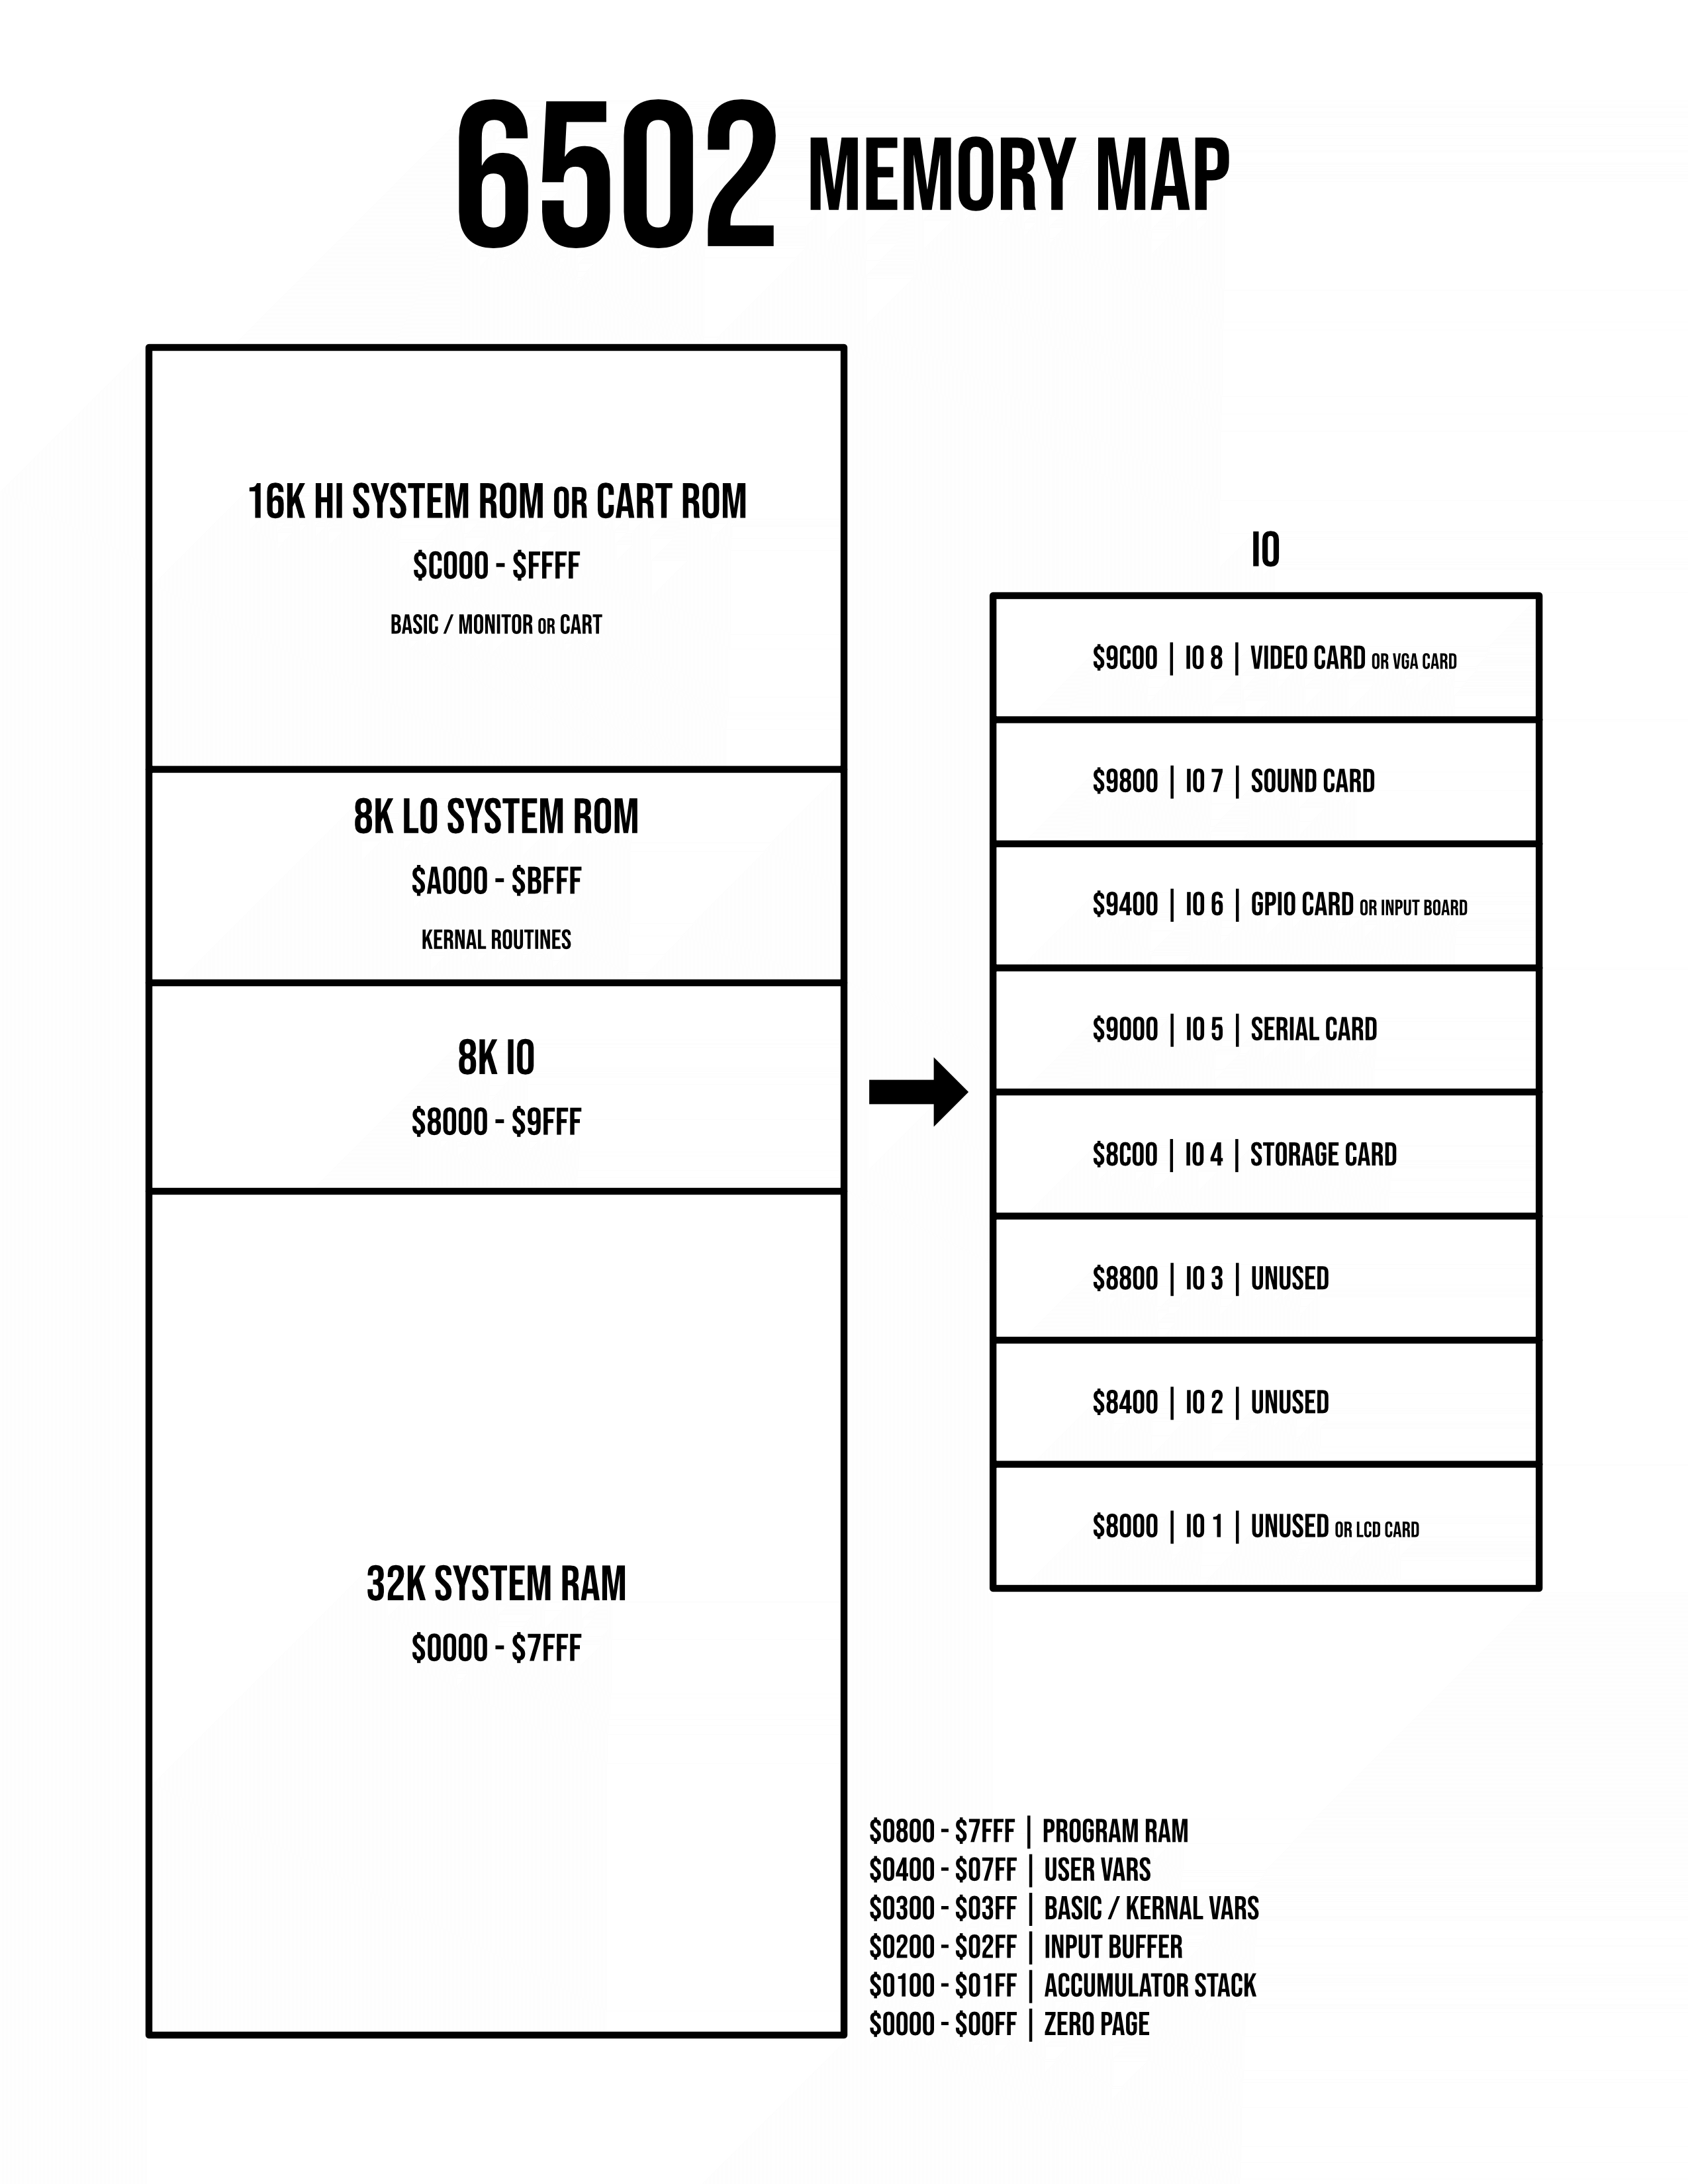 6502 MEMORY MAP
16K HI SYSTEM ROM OR CART ROM
$C000 - $FFFF
BASIC / MONITOR OR CART
8K LO SYSTEM ROM
$A000 - $BFFF
KERNAL ROUTINES
8K IO
$8000 - $9FFF
32K SYSTEM RAM
$0000 - $7FFF
IO
$9C00 | IO 8 | VIDEO CARD OR VGA CARD
$9800 | IO 7 | SOUND CARD
$9400 | IO 6 | GPIO CARD OR INPUT BOARD
$9000 | IO 5 | SERIAL CARD
$8C00 | IO 4 | STORAGE CARD
$8800 | IO 3 | UNUSED
$8400 | IO 2 | UNUSED
$8000 | IO 1 | UNUSED OR LCD CARD
$0800 - $7FFF | PROGRAM RAM
$0400 - $07FF | USER VARS
$0300 - $03FF | BASIC / KERNAL VARS
$0200 - $02FF | INPUT BUFFER
$0100 - $01FF | ACCUMULATOR STACK
$0000 - $00FF | ZERO PAGE